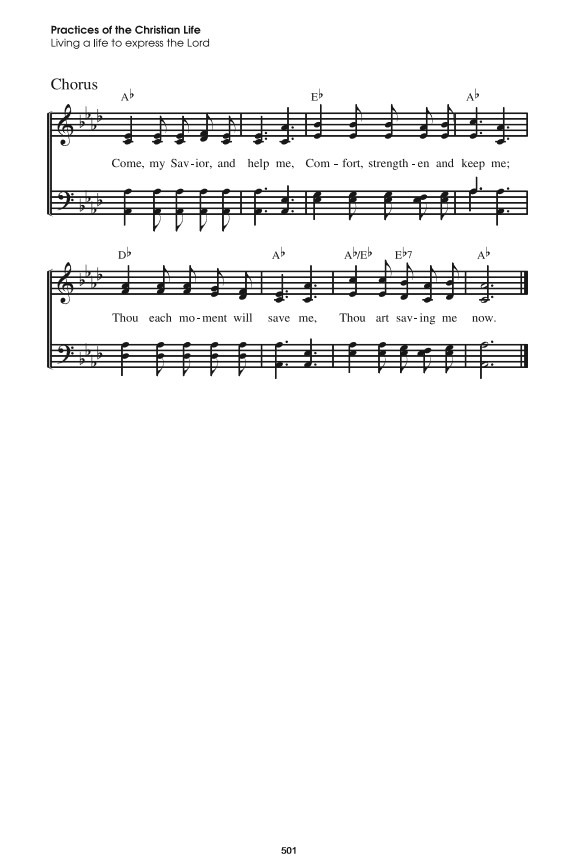 Practices of the Christian Life
Living a life to express the Lord
Chorus
A♭ E♭ A♭
Come, my Sav-ior, and help me, Com - fort, strength - en and keep me;
D♭ A♭ A♭/E♭ E♭7 A♭
Thou each mo-ment will save me, Thou art sav-ing me now.
501